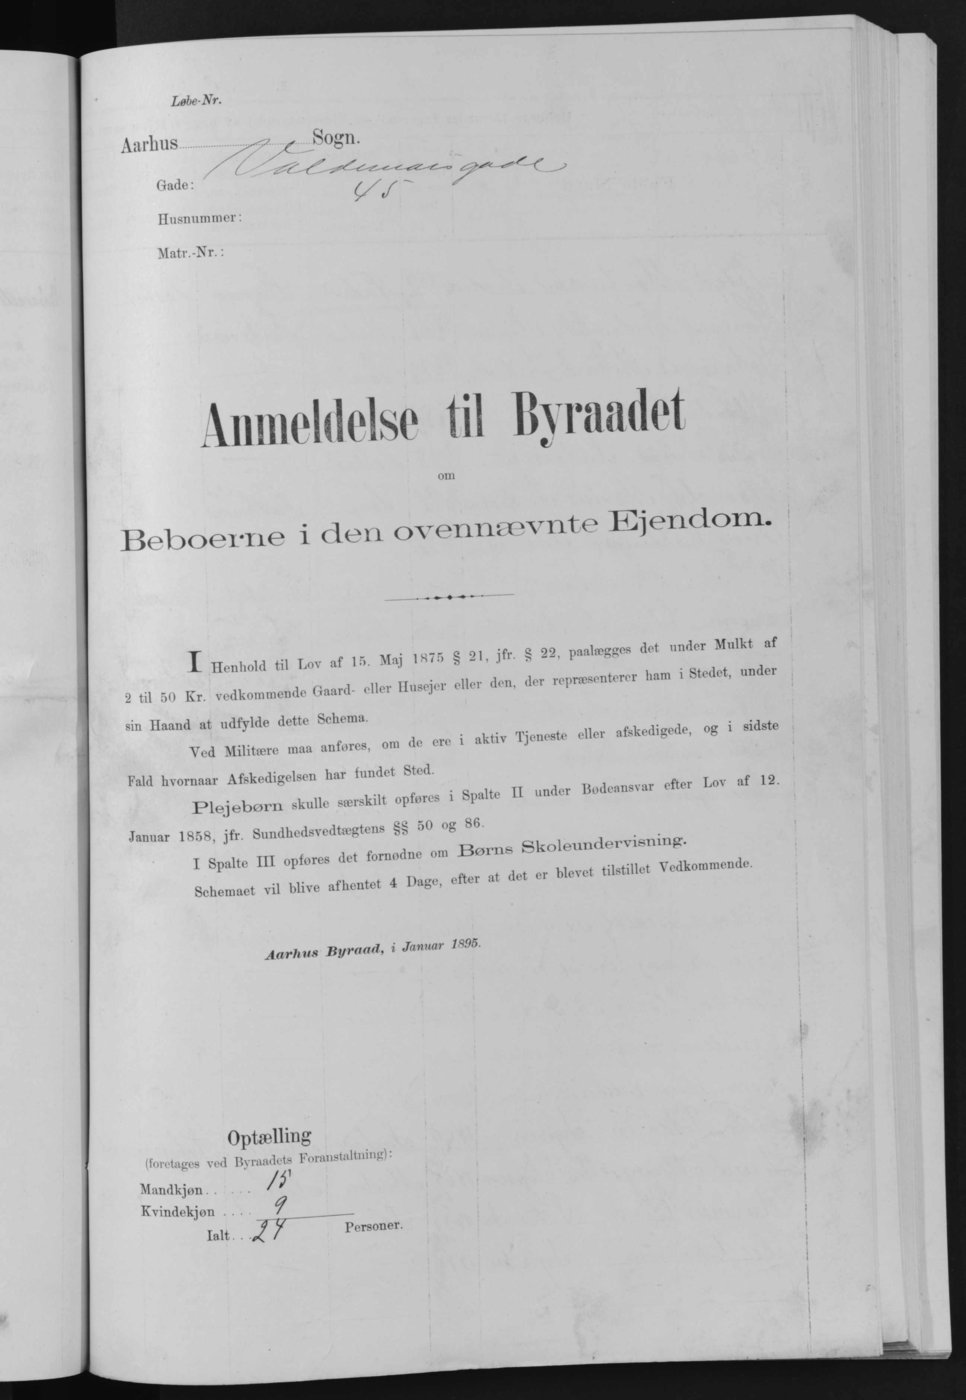 Løbe-Nr.
Aarhus Sogn.
Gade: Valdemarsgade
45
Husnummer:
Matr.-Nr.:
Anmeldelse til Byraadet
om
Beboerne i den ovennævnte Ejendom.
I Henhold til Lov af 15. Maj 1875 § 21, jfr. § 22, paalægges det under Mulkt af
2 til 50 Kr. vedkommende Gaard- eller Husejer eller den, der repræsenterer ham i Stedet, under
sin Haand at udfylde dette Schema.
Ved Militære maa anføres, om de ere i aktiv Tjeneste eller afskedigede, og i sidste
Fald hvornaar Afskedigelsen har fundet Sted.
Plejebørn skulle særskilt opføres i Spalte II under Bødeansvar efter Lov af 12.
Januar 1858, jfr. Sundhedsvedtægtens §§ 50 og 86.
I Spalte III opføres det fornødne om Børns Skoleundervisning.
Schemaet vil blive afhentet 4 Dage, efter at det er blevet tilstillet Vedkommende.
Aarhus Byraad, i Januar 1895.
Optælling
(foretages ved Byraadets Foranstaltning):
Mandkjøn...... 15
Kvindekjøn .... 9
Ialt... 24 Personer.